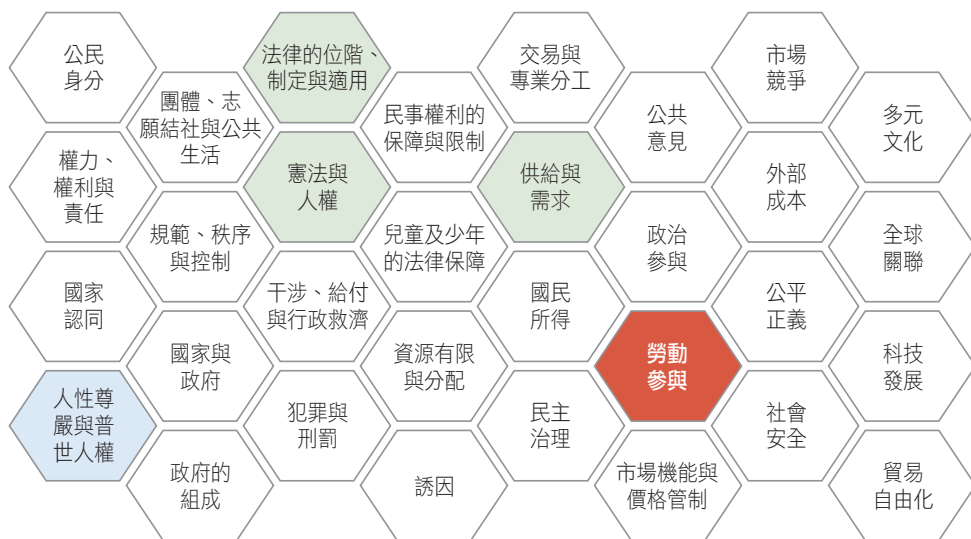 公民
身分
權力、
權利與
責任
國家
認同
人性尊
嚴與普
世人權
團體、志
願結社與公共
生活
規範、秩序
與控制
國家與
政府
政府的
組成
法律的位階、
制定與適用
憲法與
人權
干涉、給付
與行政救濟
犯罪與
刑罰
民事權利的
保障與限制
兒童及少年
的法律保障
資源有限
與分配
誘因
交易與
專業分工
供給與
需求
國民
所得
民主
治理
公共
意見
政治
參與
勞動
參與
市場機能與
價格管制
市場
競爭
外部
成本
公平
正義
社會
安全
多元
文化
全球
關聯
科技
發展
貿易
自由化